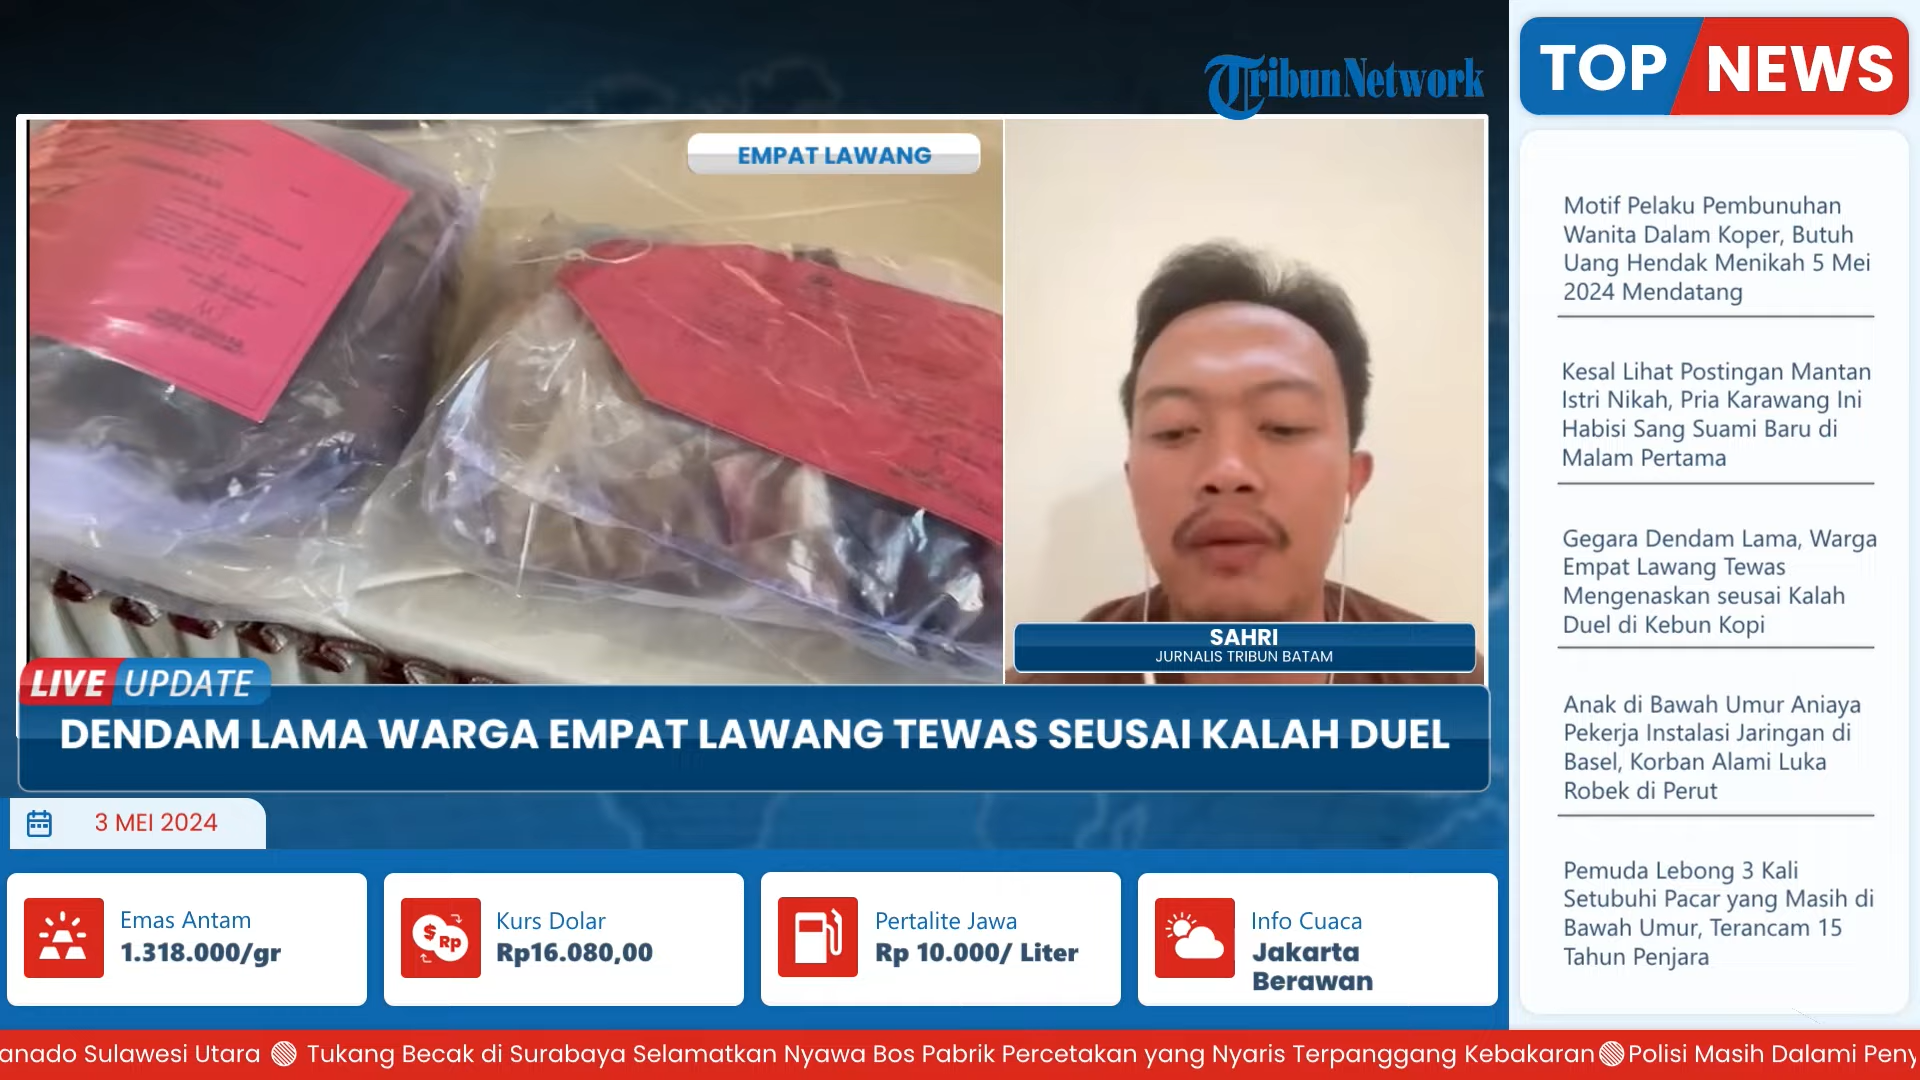 TribunNetwork
TOP NEWS
EMPAT LAWANG
SAHRI
JURNALIS TRIBUN BATAM
LIVE UPDATE
DENDAM LAMA WARGA EMPAT LAWANG TEWAS SEUSAI KALAH DUEL
3 MEI 2024
Emas Antam
1.318.000/gr
Kurs Dolar
Rp16.080,00
Pertalite Jawa
Rp 10.000/ Liter
Info Cuaca
Jakarta
Berawan
Motif Pelaku Pembunuhan
Wanita Dalam Koper, Butuh
Uang Hendak Menikah 5 Mei
2024 Mendatang
Kesal Lihat Postingan Mantan
Istri Nikah, Pria Karawang Ini
Habisi Sang Suami Baru di
Malam Pertama
Gegara Dendam Lama, Warga
Empat Lawang Tewas
Mengenaskan seusai Kalah
Duel di Kebun Kopi
Anak di Bawah Umur Aniaya
Pekerja Instalasi Jaringan di
Basel, Korban Alami Luka
Robek di Perut
Pemuda Lebong 3 Kali
Setubuhi Pacar yang Masih di
Bawah Umur, Terancam 15
Tahun Penjara
anado Sulawesi Utara Tukang Becak di Surabaya Selamatkan Nyawa Bos Pabrik Percetakan yang Nyaris Terpanggang Kebakaran Polisi Masih Dalami Peny